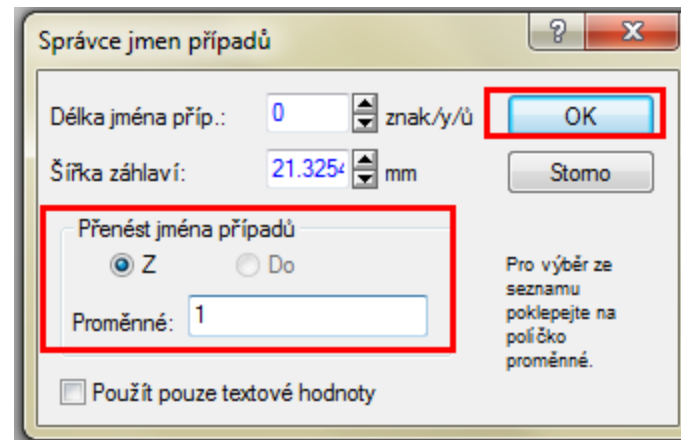 Správce jmen případů
?
X
Délka jména příp.: 0 znak/y/ů
OK
Šířka záhlaví: 21.3254 mm
Storno
Přenést jména případů
Z Do
Proměnné: 1
Pro výběr ze
seznamu
poklepejte na
políčko
proměnné.
Použít pouze textové hodnoty